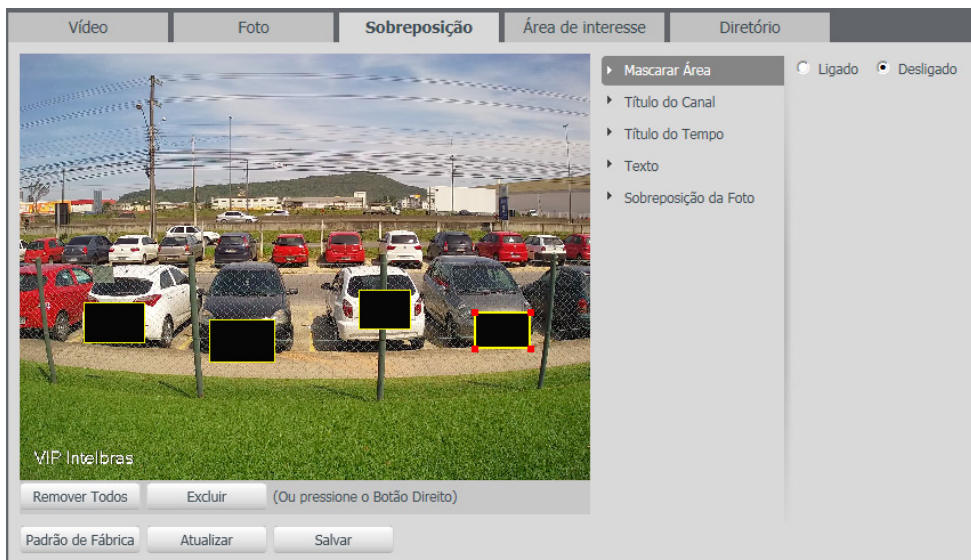 Vídeo
Foto
Sobreposição
Área de interesse
Diretório
Mascarar Área
Ligado
Desligado
Título do Canal
Título do Tempo
Texto
Sobreposição da Foto
VIP Intelbras
Remover Todos
Excluir
(Ou pressione o Botão Direito)
Padrão de Fábrica
Atualizar
Salvar